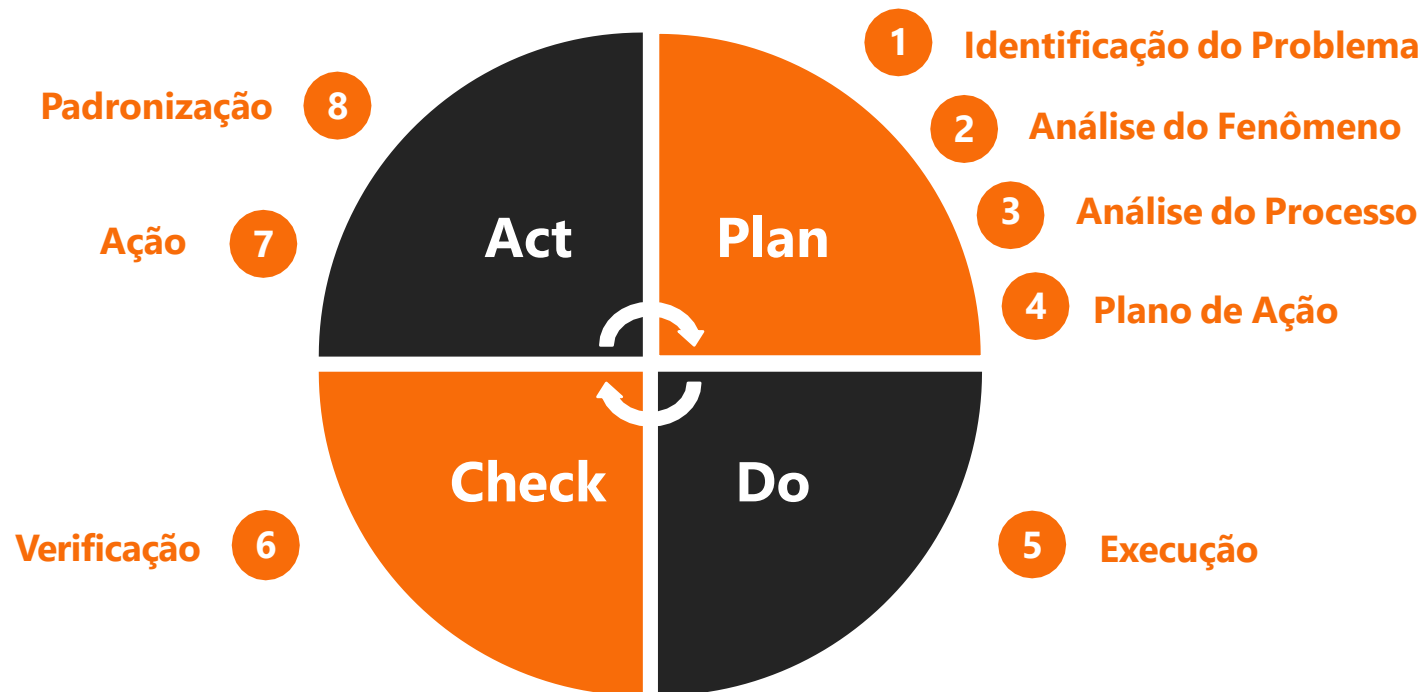 1 Identificação do Problema
2 Análise do Fenômeno
3 Análise do Processo
4 Plano de Ação
5 Execução
6 Verificação
7 Ação
8 Padronização
Act
Plan
Check
Do